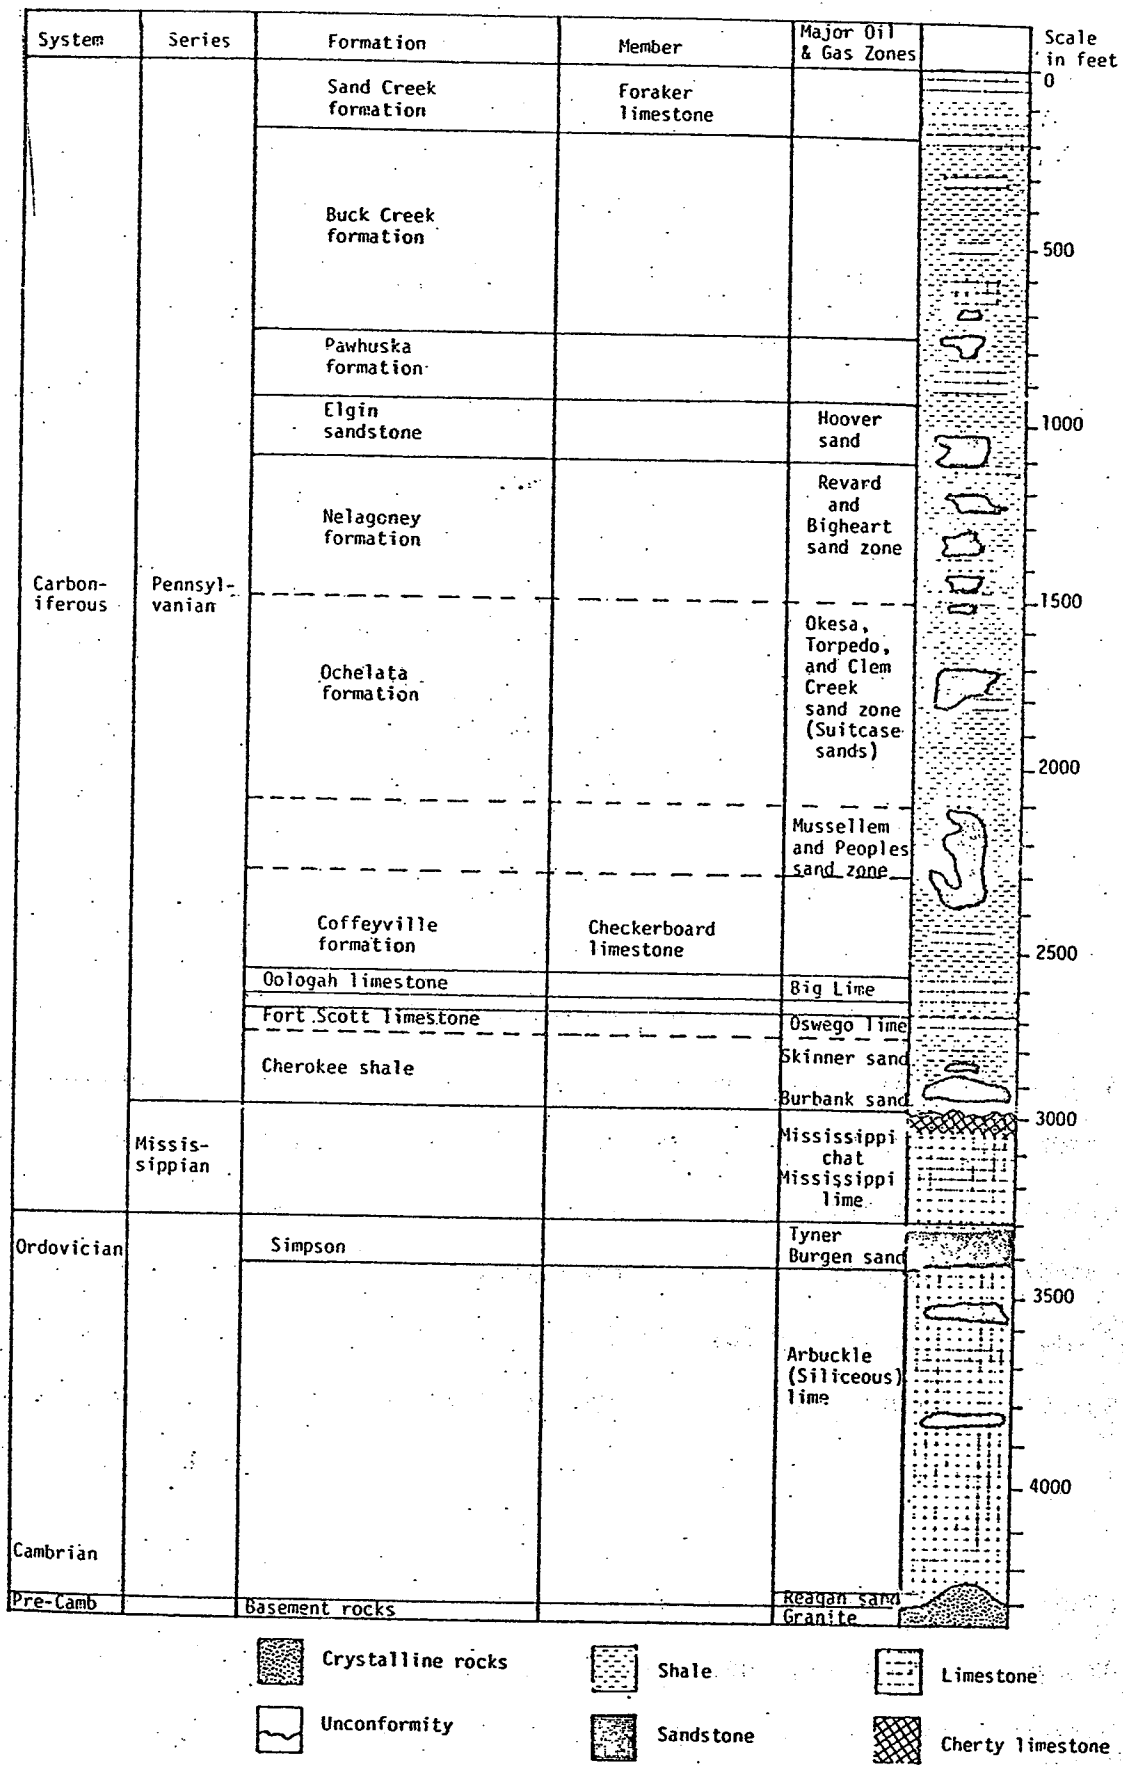 System
Series
Formation
Member
Major Oil
& Gas Zones
Scale
in feet
Sand Creek
formation
Foraker
limestone
0
Buck Creek
formation
500
Pawhuska
formation
Elgin
sandstone
Hoover
sand
1000
Nelagoney
formation
Revard
and
Bigheart
sand zone
Carbon-
iferous
Pennsyl-
vanian
1500
Ochelata
formation
Okesa,
Torpedo,
and Clem
Creek
sand zone
(Suitcase
sands)
2000
Mussellem
and Peoples
sand zone
Coffeyville
formation
Checkerboard
limestone
2500
Oologah limestone
Big Lime
Fort Scott limestone
Oswego lime
Cherokee shale
Skinner sand
Burbank sand
3000
Missis-
sippian
Mississippi
chat
Mississippi
lime
Ordovician
Simpson
Tyner
Burgen sand
3500
Arbuckle
(Siliceous)
lime
4000
Cambrian
Reagan sand
Pre-Camb
Basement rocks
Granite
Crystalline rocks
Shale
Limestone
Unconformity
Sandstone
Cherty limestone